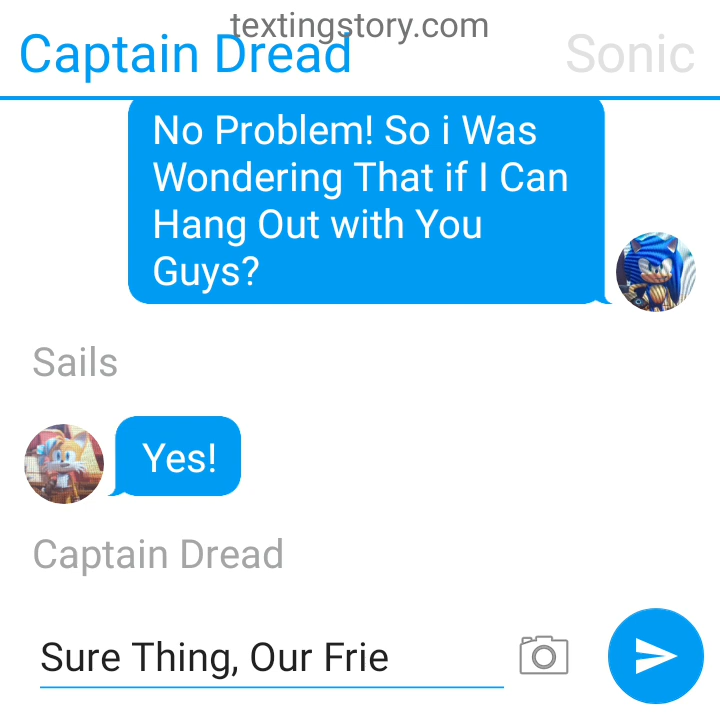 textingstory.com
Captain Dread
Sonic
No Problem! So i Was
Wondering That if I Can
Hang Out with You
Guys?
Sails
Yes!
Captain Dread
Sure Thing, Our Frie